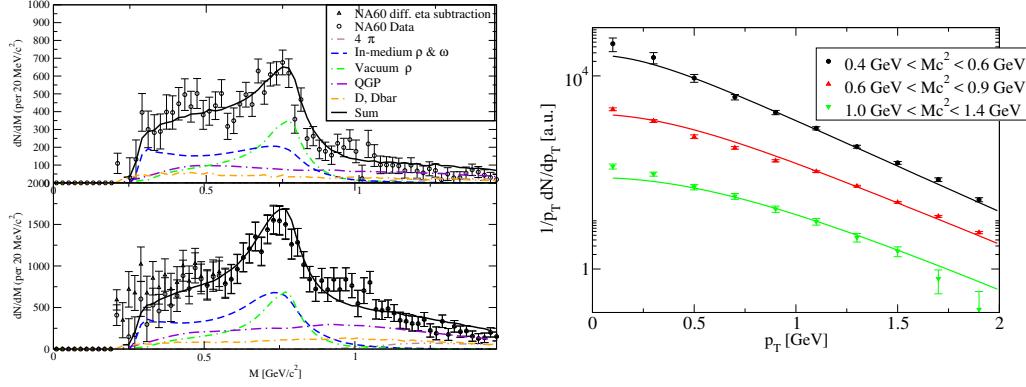 1000
900
800
700
600
500
400
300
200
100
2000
dN/dM (per 20 MeV/c²)
NA60 diff. eta subtraction
NA60 Data
4 π
In-medium ρ & ω
Vacuum ρ
QGP
D, Dbar
Sum
0 0.5 1
1500
1000
500
0
dN/dM (per 20 MeV/c²)
0 0.5 1
M [GeV/c²]
10⁴
1
1/p_T dN/dp_T [a.u.]
0.4 GeV < Mc² < 0.6 GeV
0.6 GeV < Mc² < 0.9 GeV
1.0 GeV < Mc² < 1.4 GeV
0 0.5 1 1.5 2
p_T [GeV]